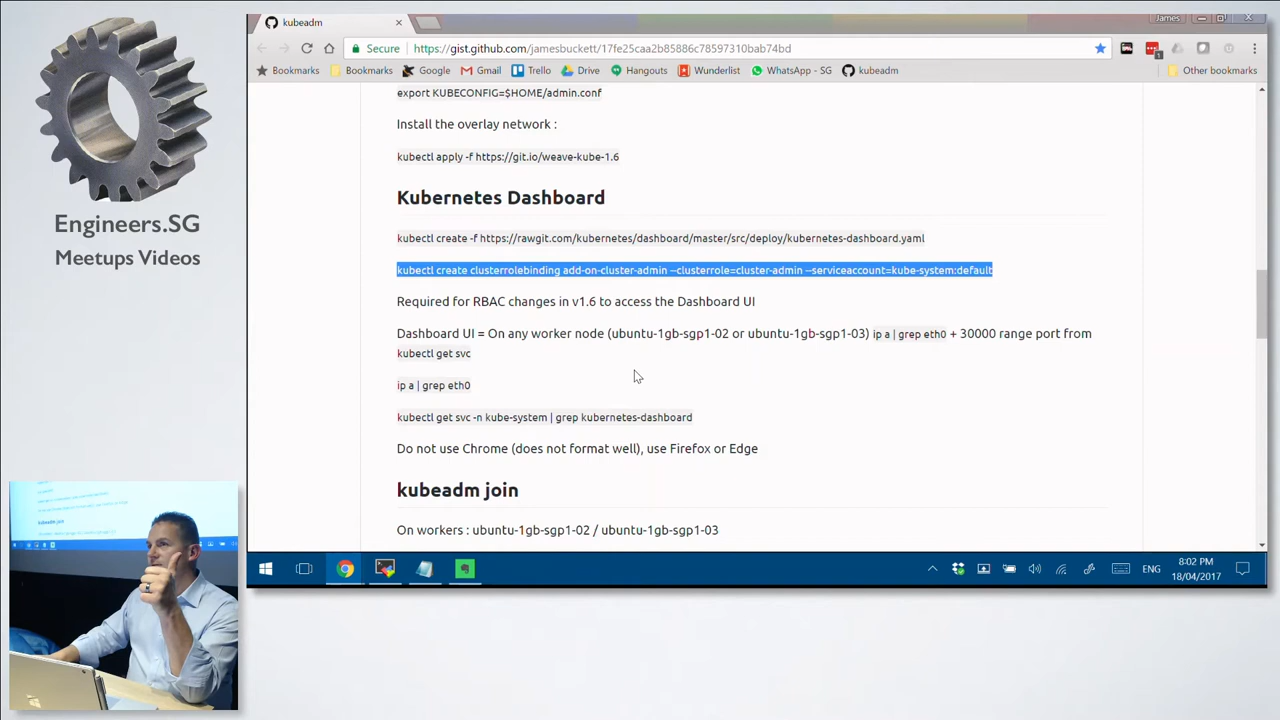 kubeadm
James
Secure
https://gist.github.com/jamesbuckett/17fe25caa2b85886c78597310bab74bd
Bookmarks
Bookmarks
Google
Gmail
Trello
Drive
Hangouts
Wunderlist
WhatsApp - SG
kubeadm
Other bookmarks
export KUBECONFIG=$HOME/admin.conf
Install the overlay network :
kubectl apply -f https://git.io/weave-kube-1.6
Kubernetes Dashboard
kubectl create -f https://rawgit.com/kubernetes/dashboard/master/src/deploy/kubernetes-dashboard.yaml
kubectl create clusterrolebinding add-on-cluster-admin --clusterrole=cluster-admin --serviceaccount=kube-system:default
Required for RBAC changes in v1.6 to access the Dashboard UI
Dashboard UI = On any worker node (ubuntu-1gb-sgp1-02 or ubuntu-1gb-sgp1-03) ip a | grep eth0 + 30000 range port from
kubectl get svc
ip a | grep eth0
kubectl get svc -n kube-system | grep kubernetes-dashboard
Do not use Chrome (does not format well), use Firefox or Edge
kubeadm join
On workers : ubuntu-1gb-sgp1-02 / ubuntu-1gb-sgp1-03
ENG
8:02 PM
18/04/2017
Engineers.SG
Meetups Videos
kubeadm join